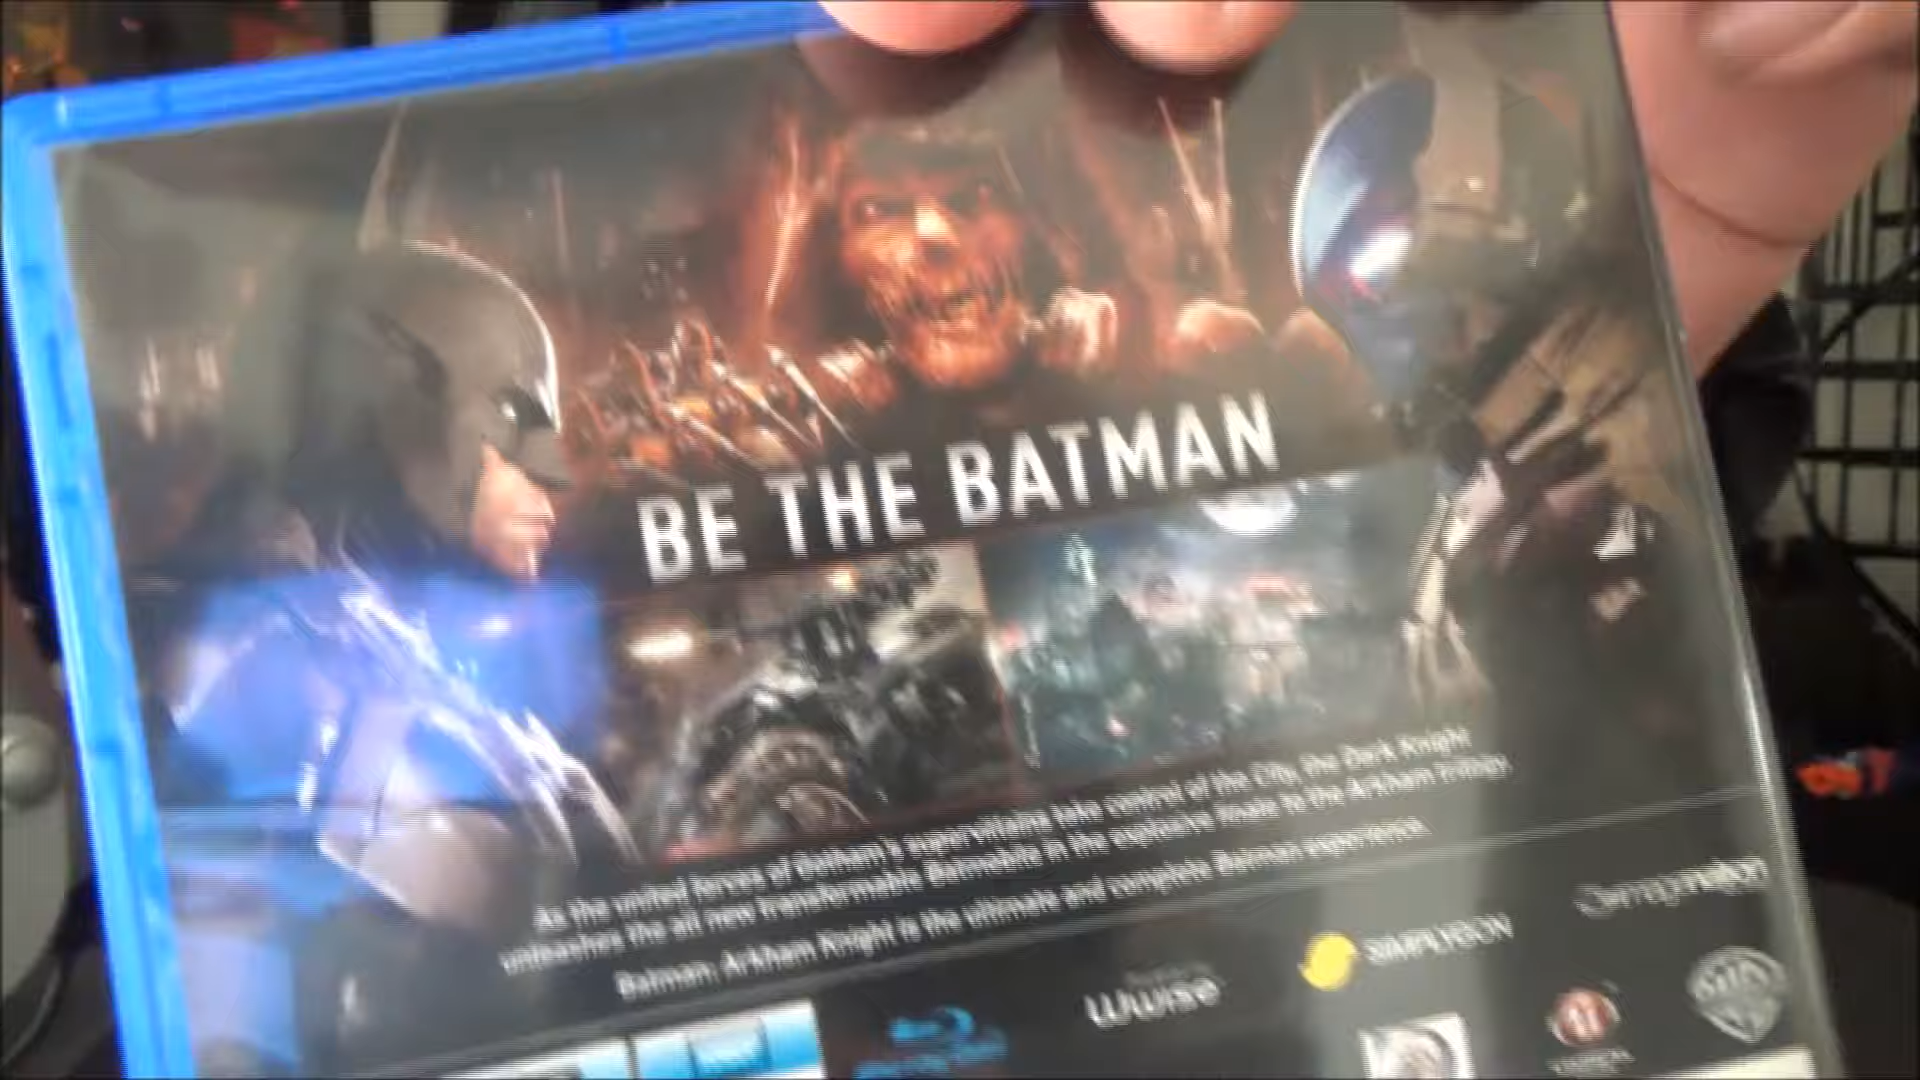 BE THE BATMAN
As the united forces of Gotham's supervillains take control of the City, the Dark Knight
unleashes the all new transformable Batmobile in the explosive finale to the Arkham Trilogy.
Batman: Arkham Knight is the ultimate and complete Batman experience.
wwise
SIMPLYGON